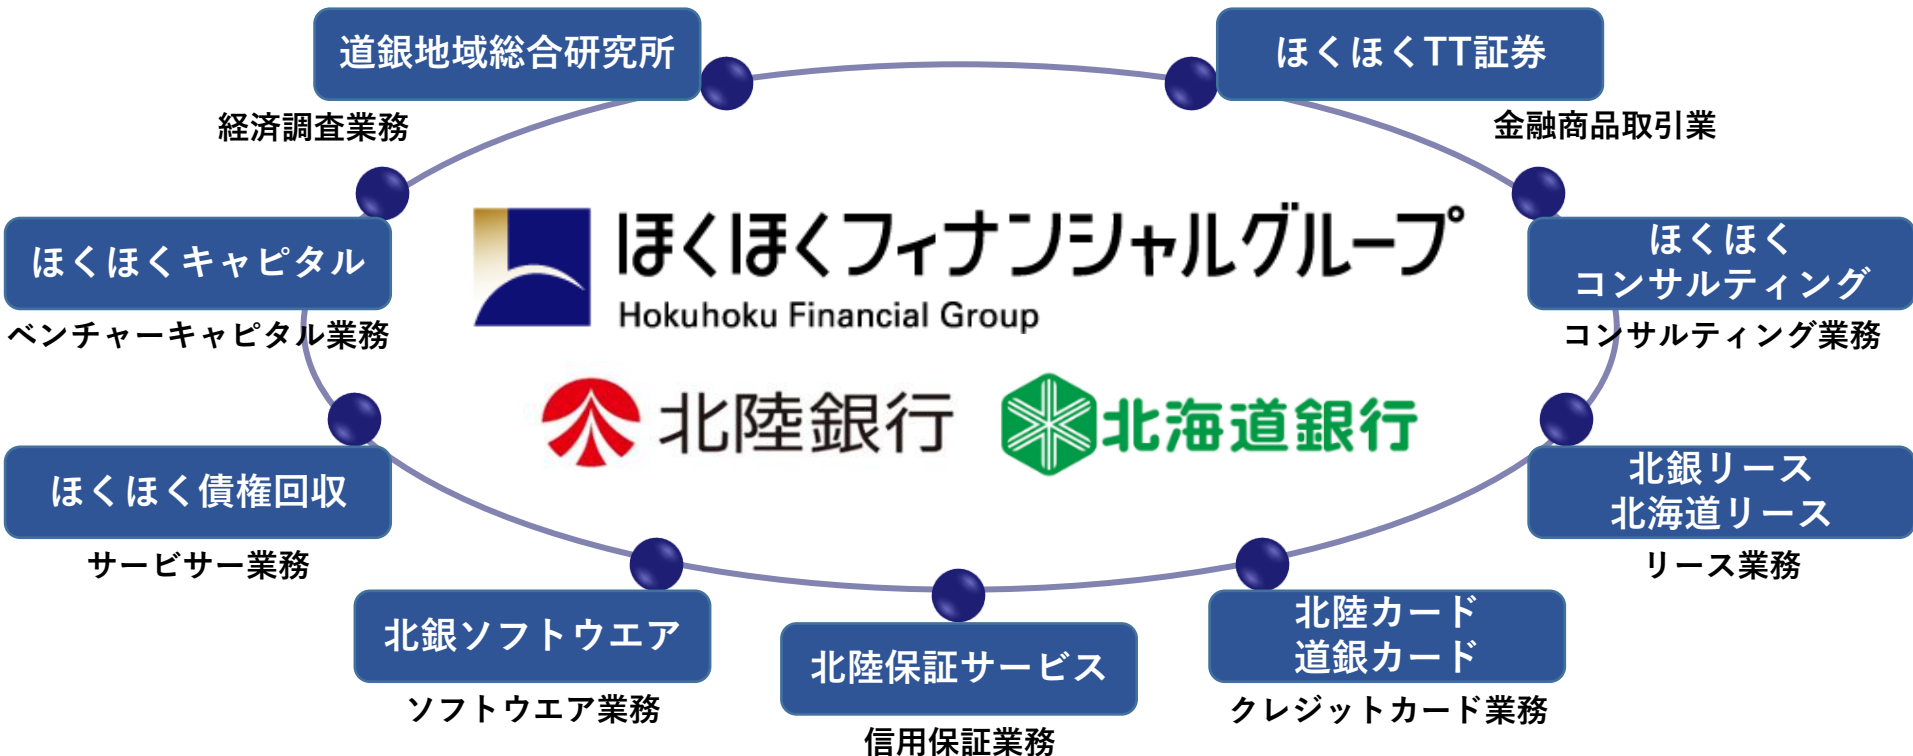 道銀地域総合研究所
経済調査業務
ほくほくTT証券
金融商品取引業
ほくほくキャピタル
ベンチャーキャピタル業務
ほくほくフィナンシャルグループ
Hokuhoku Financial Group
北陸銀行
北海道銀行
ほくほく
コンサルティング
コンサルティング業務
ほくほく債権回収
サービサー業務
北銀リース
北海道リース
リース業務
北銀ソフトウエア
ソフトウエア業務
北陸保証サービス
信用保証業務
北陸カード
道銀カード
クレジットカード業務